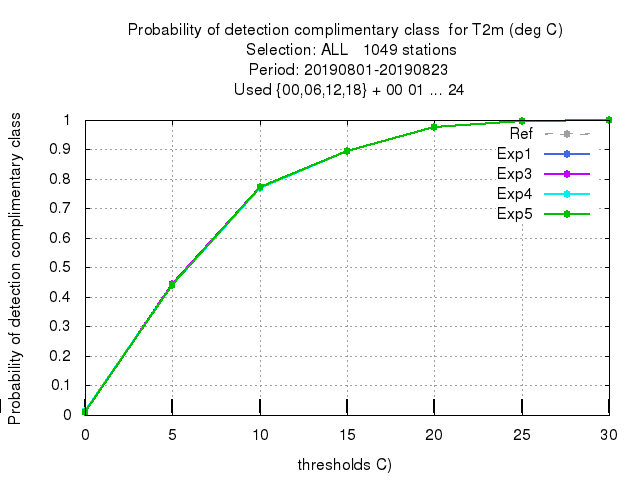 Probability of detection complimentary class  for T2m (deg C)
Selection: ALL   1049 stations
Period: 20190801-20190823
Used {00,06,12,18} + 00 01 ... 24
Probability of detection complimentary class
1
0.9
0.8
0.7
0.6
0.5
0.4
0.3
0.2
0.1
0
Ref
Exp1
Exp3
Exp4
Exp5
0 5 10 15 20 25 30
thresholds C)